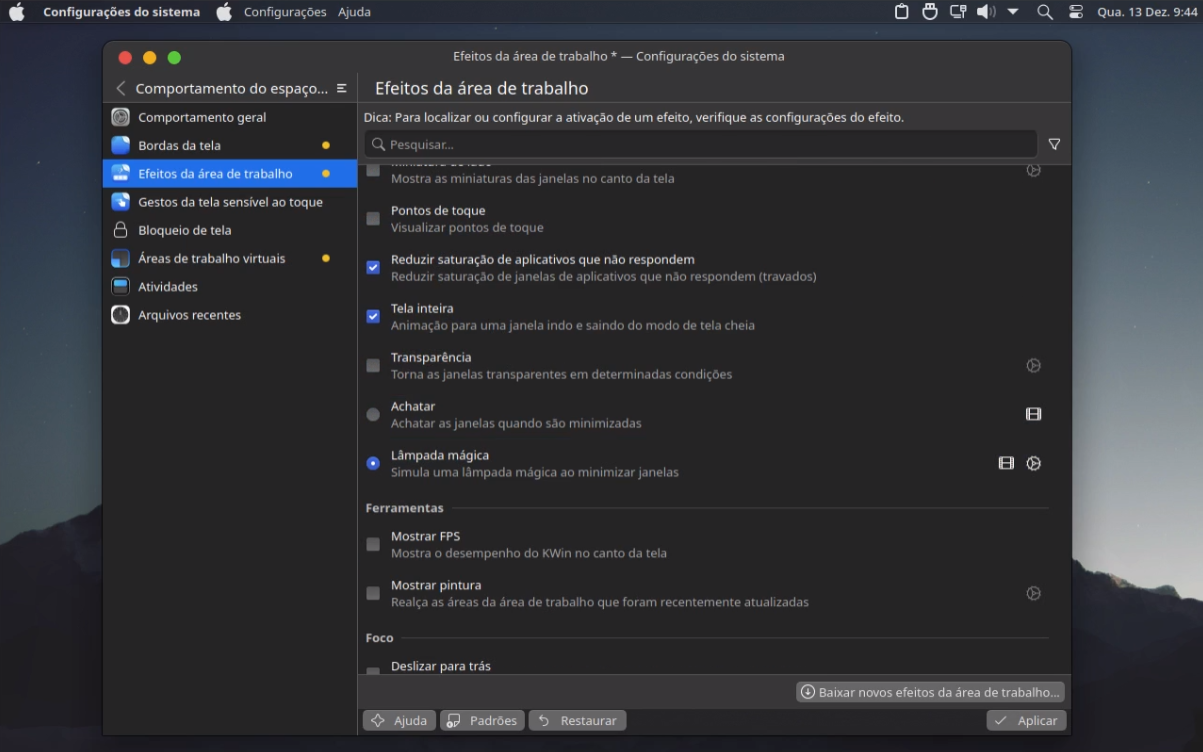 Configurações do sistema Configurações Ajuda Qua. 13 Dez. 9:44
Efeitos da área de trabalho * — Configurações do sistema
Comportamento do espaço...
Comportamento geral
Bordas da tela
Efeitos da área de trabalho
Gestos da tela sensível ao toque
Bloqueio de tela
Áreas de trabalho virtuais
Atividades
Arquivos recentes
Efeitos da área de trabalho
Dica: Para localizar ou configurar a ativação de um efeito, verifique as configurações do efeito.
Pesquisar...
Miniatura de lado
Mostra as miniaturas das janelas no canto da tela
Pontos de toque
Visualizar pontos de toque
Reduzir saturação de aplicativos que não respondem
Reduzir saturação de janelas de aplicativos que não respondem (travados)
Tela inteira
Animação para uma janela indo e saindo do modo de tela cheia
Transparência
Torna as janelas transparentes em determinadas condições
Achatar
Achatar as janelas quando são minimizadas
Lâmpada mágica
Simula uma lâmpada mágica ao minimizar janelas
Ferramentas
Mostrar FPS
Mostra o desempenho do KWin no canto da tela
Mostrar pintura
Realça as áreas da área de trabalho que foram recentemente atualizadas
Foco
Deslizar para trás
Baixar novos efeitos da área de trabalho...
Ajuda Padrões Restaurar Aplicar